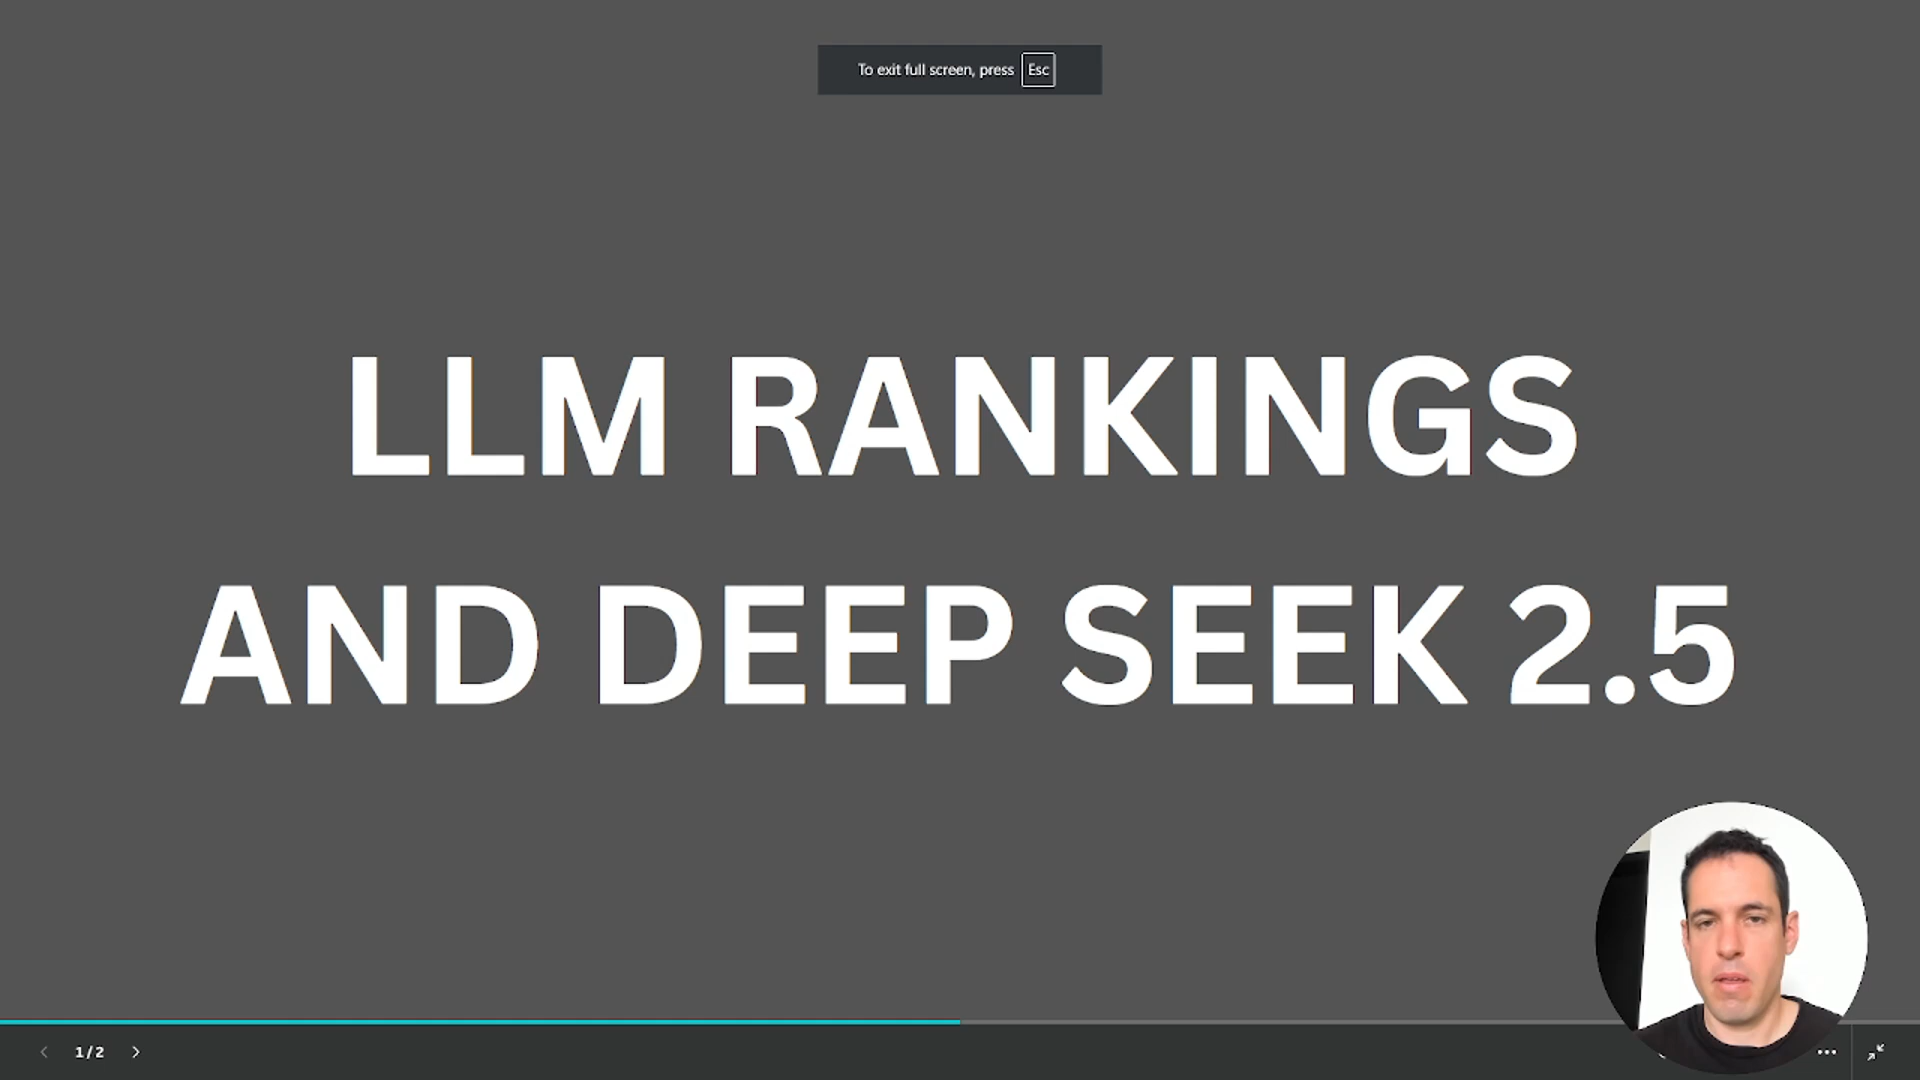 To exit full screen, press Esc
LLM RANKINGS
AND DEEP SEEK 2.5
1/2